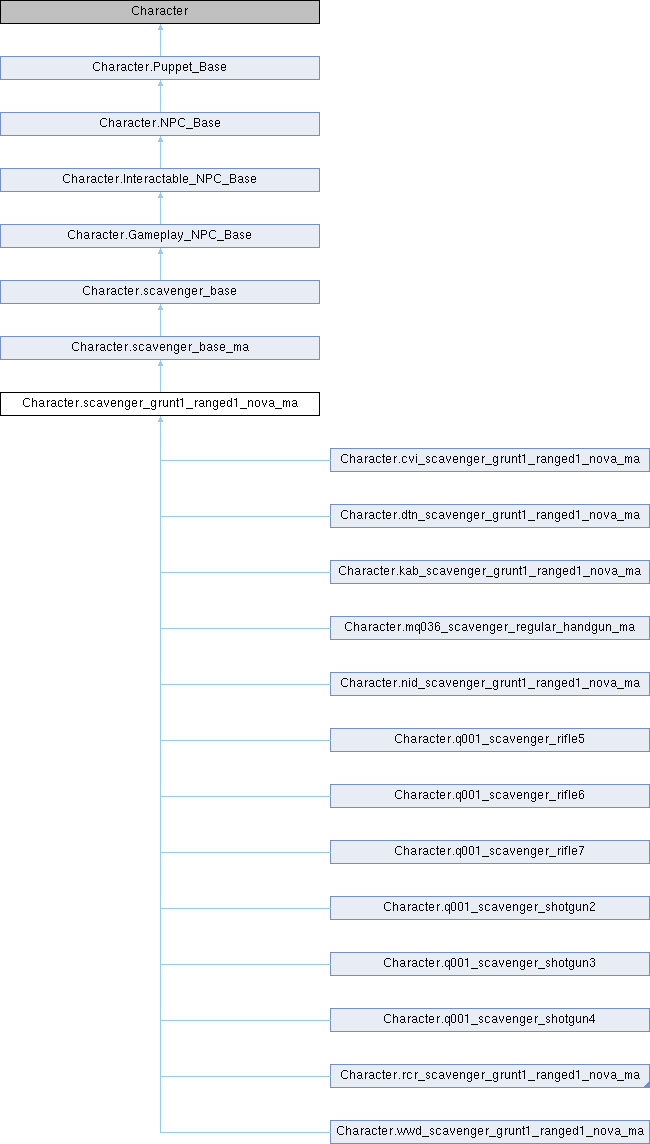 Character
Character.Puppet_Base
Character.NPC_Base
Character.Interactable_NPC_Base
Character.Gameplay_NPC_Base
Character.scavenger_base
Character.scavenger_base_ma
Character.scavenger_grunt1_ranged1_nova_ma
Character.cvi_scavenger_grunt1_ranged1_nova_ma
Character.dtn_scavenger_grunt1_ranged1_nova_ma
Character.kab_scavenger_grunt1_ranged1_nova_ma
Character.mq036_scavenger_regular_handgun_ma
Character.nid_scavenger_grunt1_ranged1_nova_ma
Character.q001_scavenger_rifle5
Character.q001_scavenger_rifle6
Character.q001_scavenger_rifle7
Character.q001_scavenger_shotgun2
Character.q001_scavenger_shotgun3
Character.q001_scavenger_shotgun4
Character.rcr_scavenger_grunt1_ranged1_nova_ma
Character.wwd_scavenger_grunt1_ranged1_nova_ma